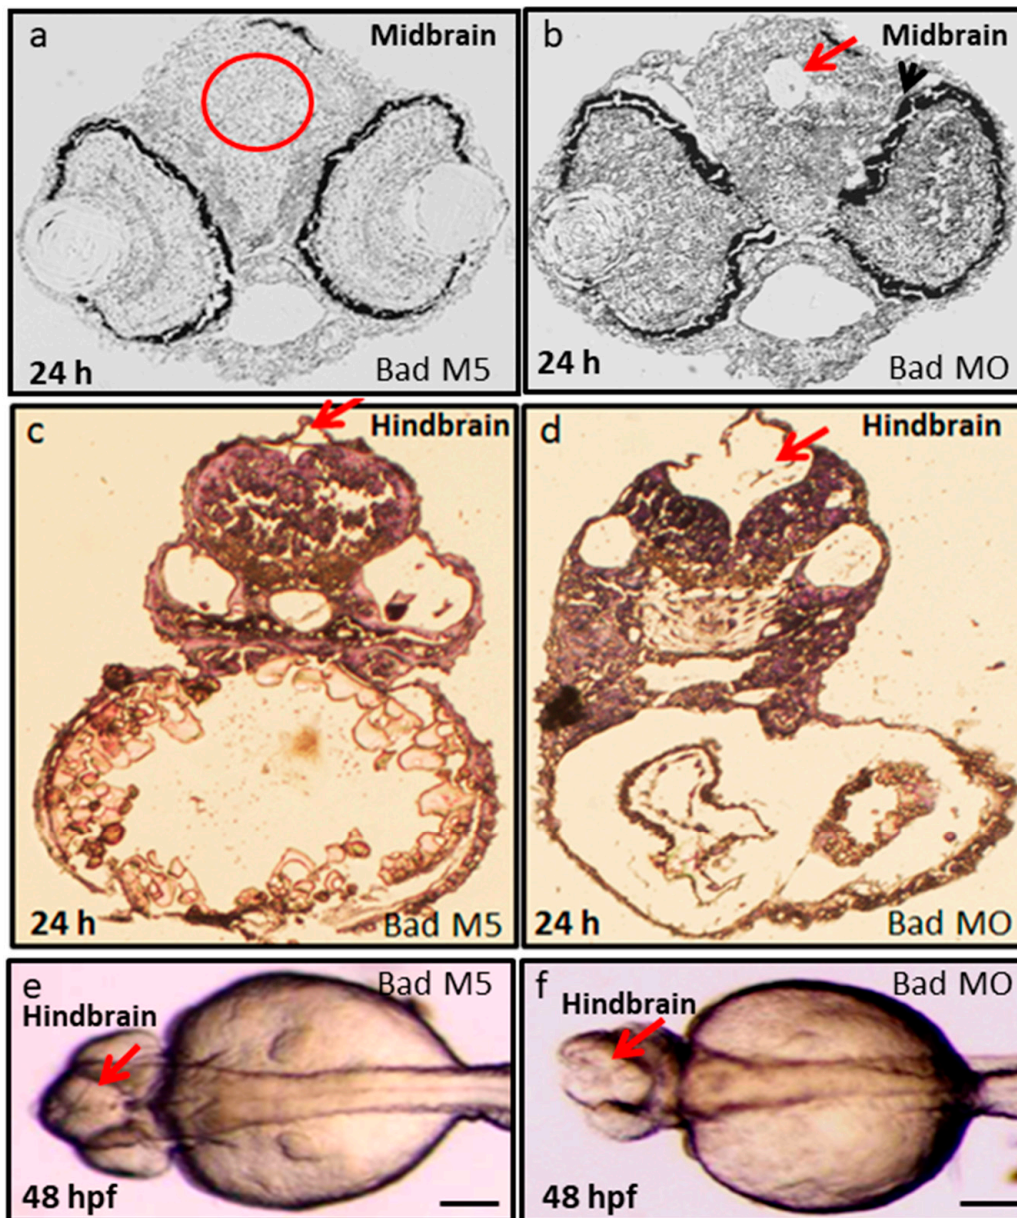 a
Midbrain
24 h
Bad M5
b
Midbrain
24 h
Bad MO
c
Hindbrain
24 h
Bad M5
d
Hindbrain
24 h
Bad MO
e
Bad M5
Hindbrain
48 hpf
f
Bad MO
Hindbrain
48 hpf